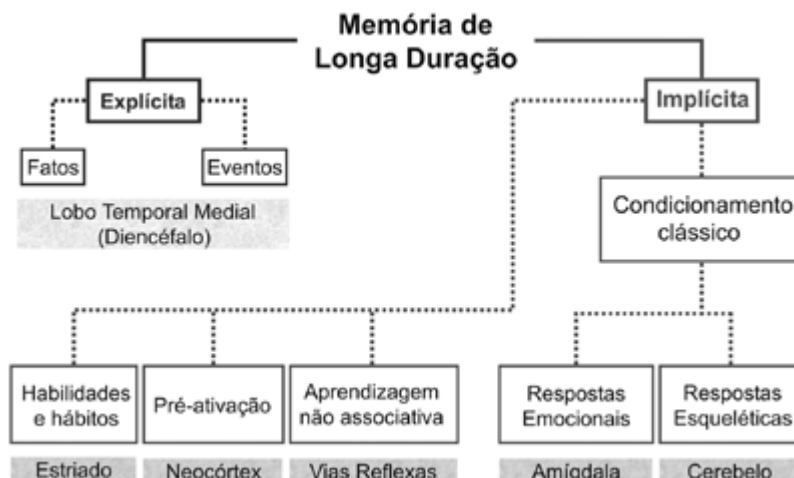 Memória de
Longa Duração
Explícita
Implícita
Fatos
Eventos
Lobo Temporal Medial
(Diencéfalo)
Condicionamento
clássico
Habilidades
e hábitos
Pré-ativação
Aprendizagem
não associativa
Respostas
Emocionais
Respostas
Esqueléticas
Estriado
Neocórtex
Vias Reflexas
Amígdala
Cerebelo